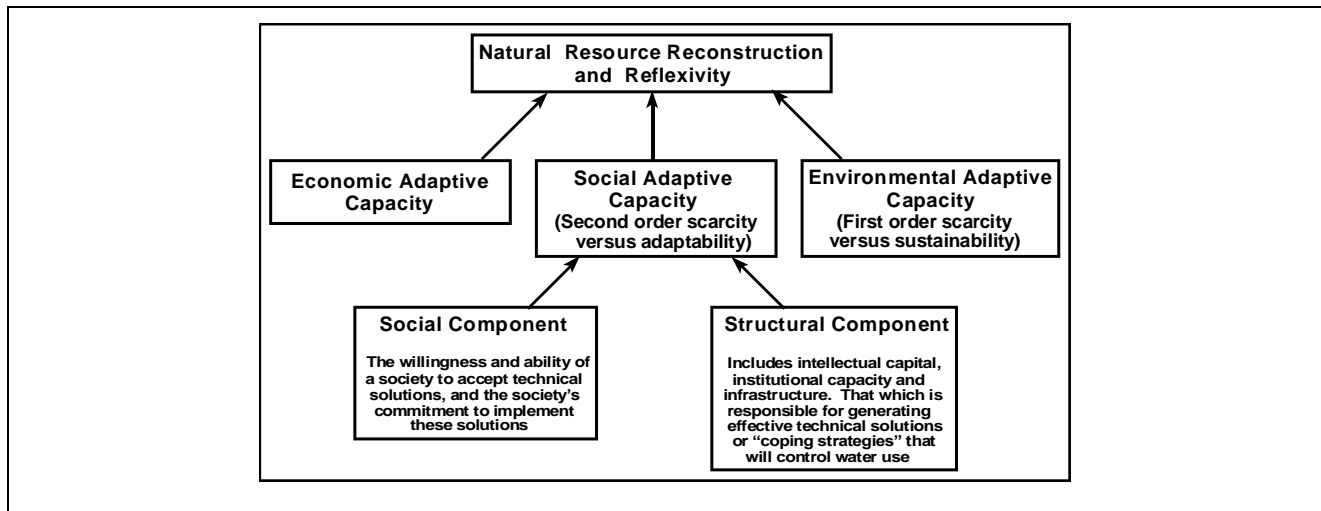 Natural Resource Reconstruction
and Reflexivity
Economic Adaptive
Capacity
Social Adaptive
Capacity
(Second order scarcity
versus adaptability)
Environmental Adaptive
Capacity
(First order scarcity
versus sustainability)
Social Component
The willingness and ability of
a society to accept technical
solutions, and the society's
commitment to implement
these solutions
Structural Component
Includes intellectual capital,
institutional capacity and
infrastructure. That which is
responsible for generating
effective technical solutions
or “coping strategies” that
will control water use